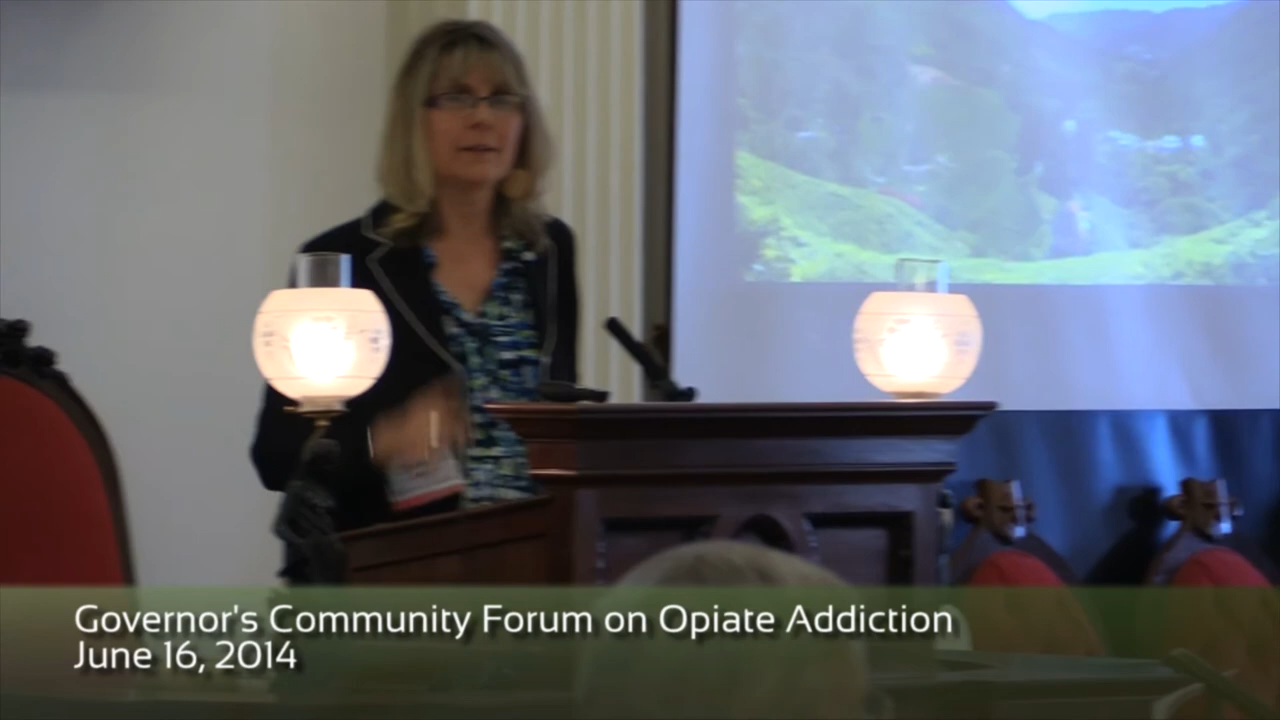 Governor's Community Forum on Opiate Addiction
June 16, 2014